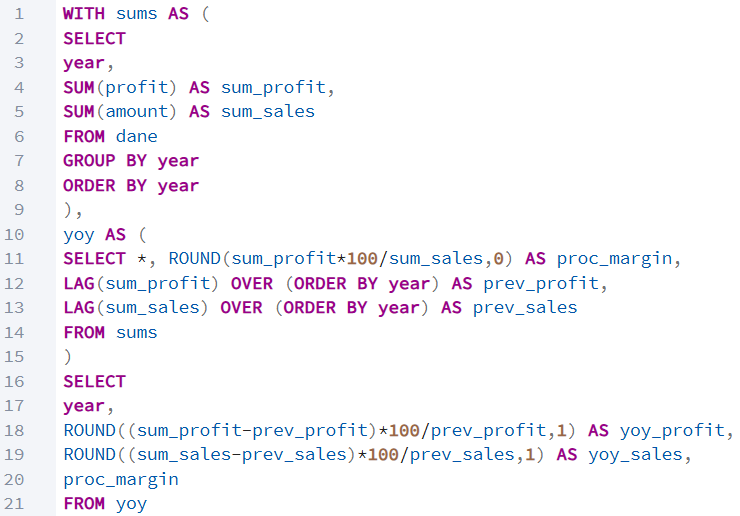 1 WITH sums AS (
2 SELECT
3 year,
4 SUM(profit) AS sum_profit,
5 SUM(amount) AS sum_sales
6 FROM dane
7 GROUP BY year
8 ORDER BY year
9 ),
10 yoy AS (
11 SELECT *, ROUND(sum_profit*100/sum_sales,0) AS proc_margin,
12 LAG(sum_profit) OVER (ORDER BY year) AS prev_profit,
13 LAG(sum_sales) OVER (ORDER BY year) AS prev_sales
14 FROM sums
15 )
16 SELECT
17 year,
18 ROUND((sum_profit-prev_profit)*100/prev_profit,1) AS yoy_profit,
19 ROUND((sum_sales-prev_sales)*100/prev_sales,1) AS yoy_sales,
20 proc_margin
21 FROM yoy